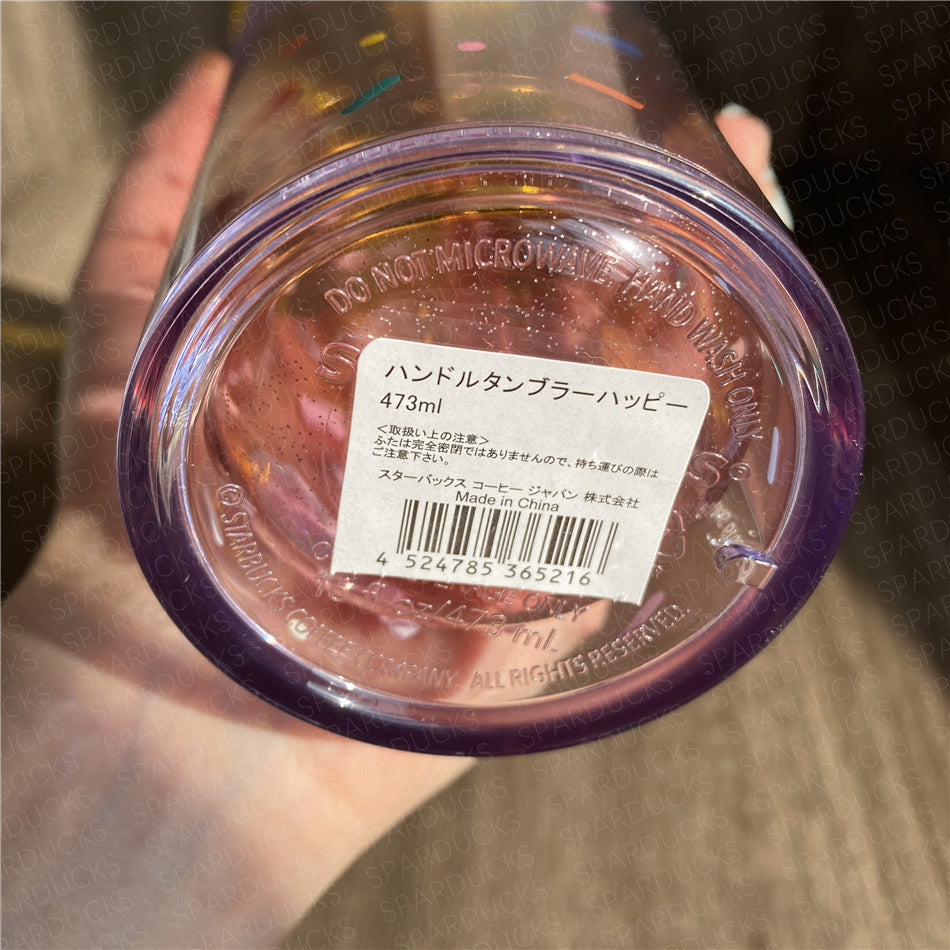 DO NOT MICROWAVE HAND WASH ONLY
ハンドルタンブラーハッピー
473ml
＜取扱い上の注意＞
ふたは完全密閉ではありませんので、持ち運びの際は
ご注意下さい。
スターバックス コーヒー ジャパン 株式会社
Made in China
4 524785 365216
ONLY
oz/473 mL
© STARBUCKS COFFEE COMPANY. ALL RIGHTS RESERVED.
SPARDUCKS